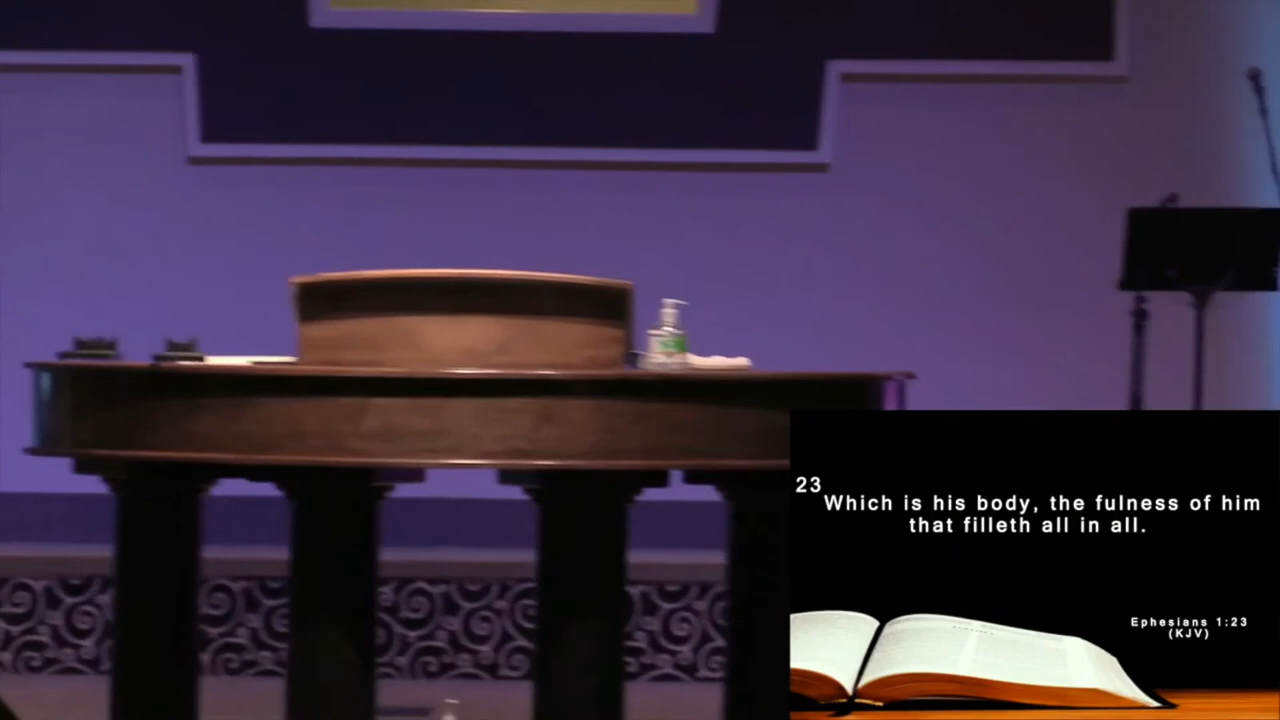 23
Which is his body, the fulness of him
that filleth all in all.
Ephesians 1:23
(KJV)